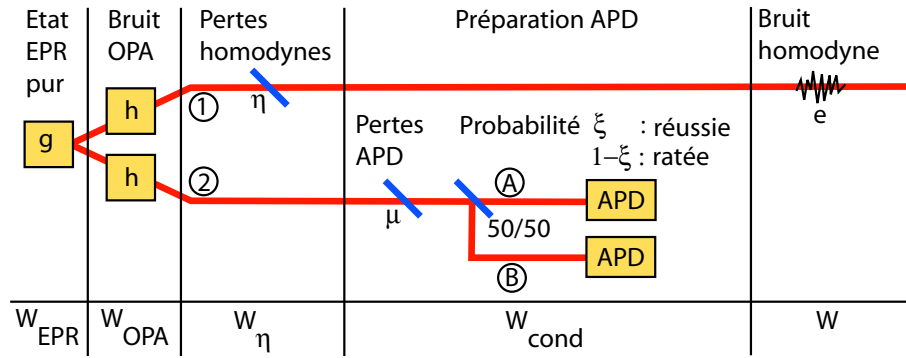 Etat
EPR
pur
Bruit
OPA
Pertes
homodynes
Préparation APD
Bruit
homodyne
h
1
η
e
g
Pertes
APD
Probabilité ξ : réussie
1−ξ : ratée
h
2
μ
A
APD
50/50
B
APD
W EPR
W OPA
W η
W cond
W